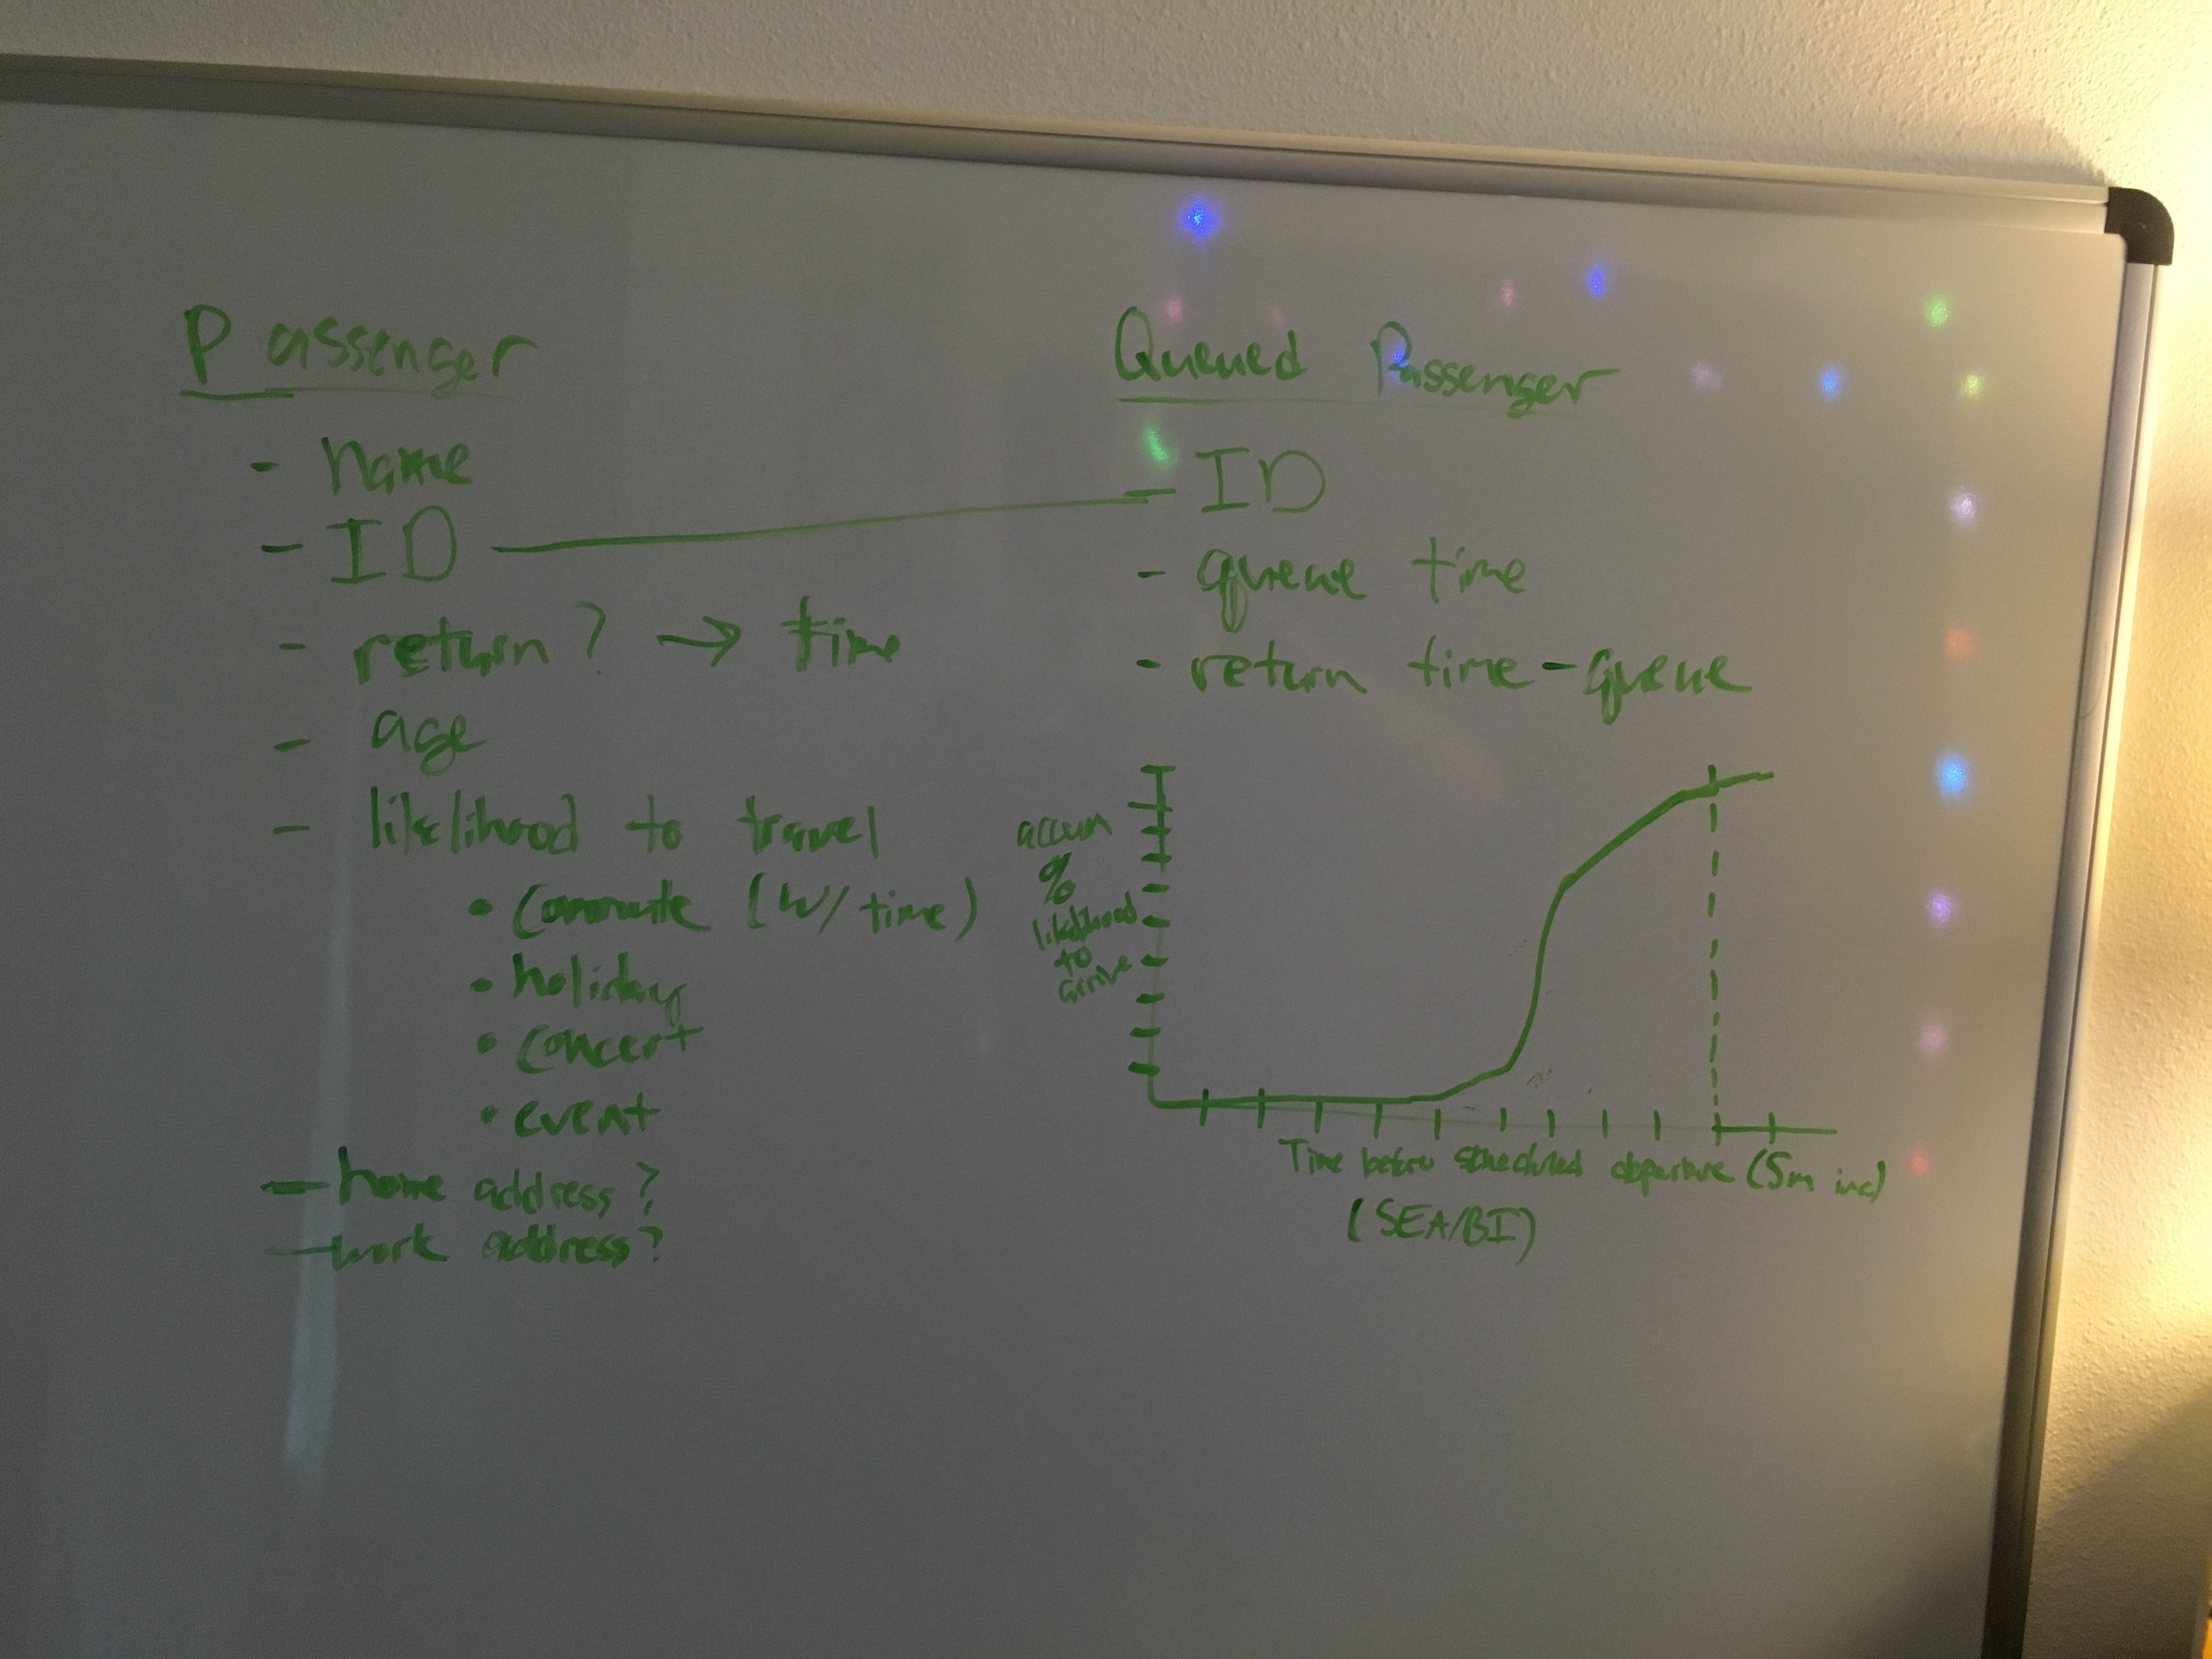 Passenger
- name
- ID
- return? → time
- age
- likelihood to travel
• commute (w/ time)
• holiday
• concert
• event
- home address?
- work address?
Queued Passenger
- ID
- queue time
- return time - queue
accum
%
likelihood
to
arrive
Time before scheduled departure (5m inc)
(SEA/BI)